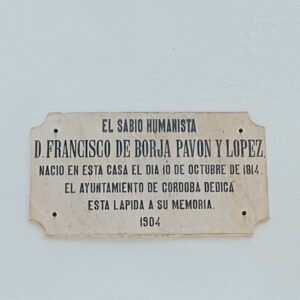 EL SABIO HUMANISTA
D. FRANCISCO DE BORJA PAVON Y LOPEZ,
NACIO EN ESTA CASA EL DIA 10 DE OCTUBRE DE 1814.
EL AYUNTAMIENTO DE CORDOBA DEDICA
ESTA LAPIDA A SU MEMORIA.
1904